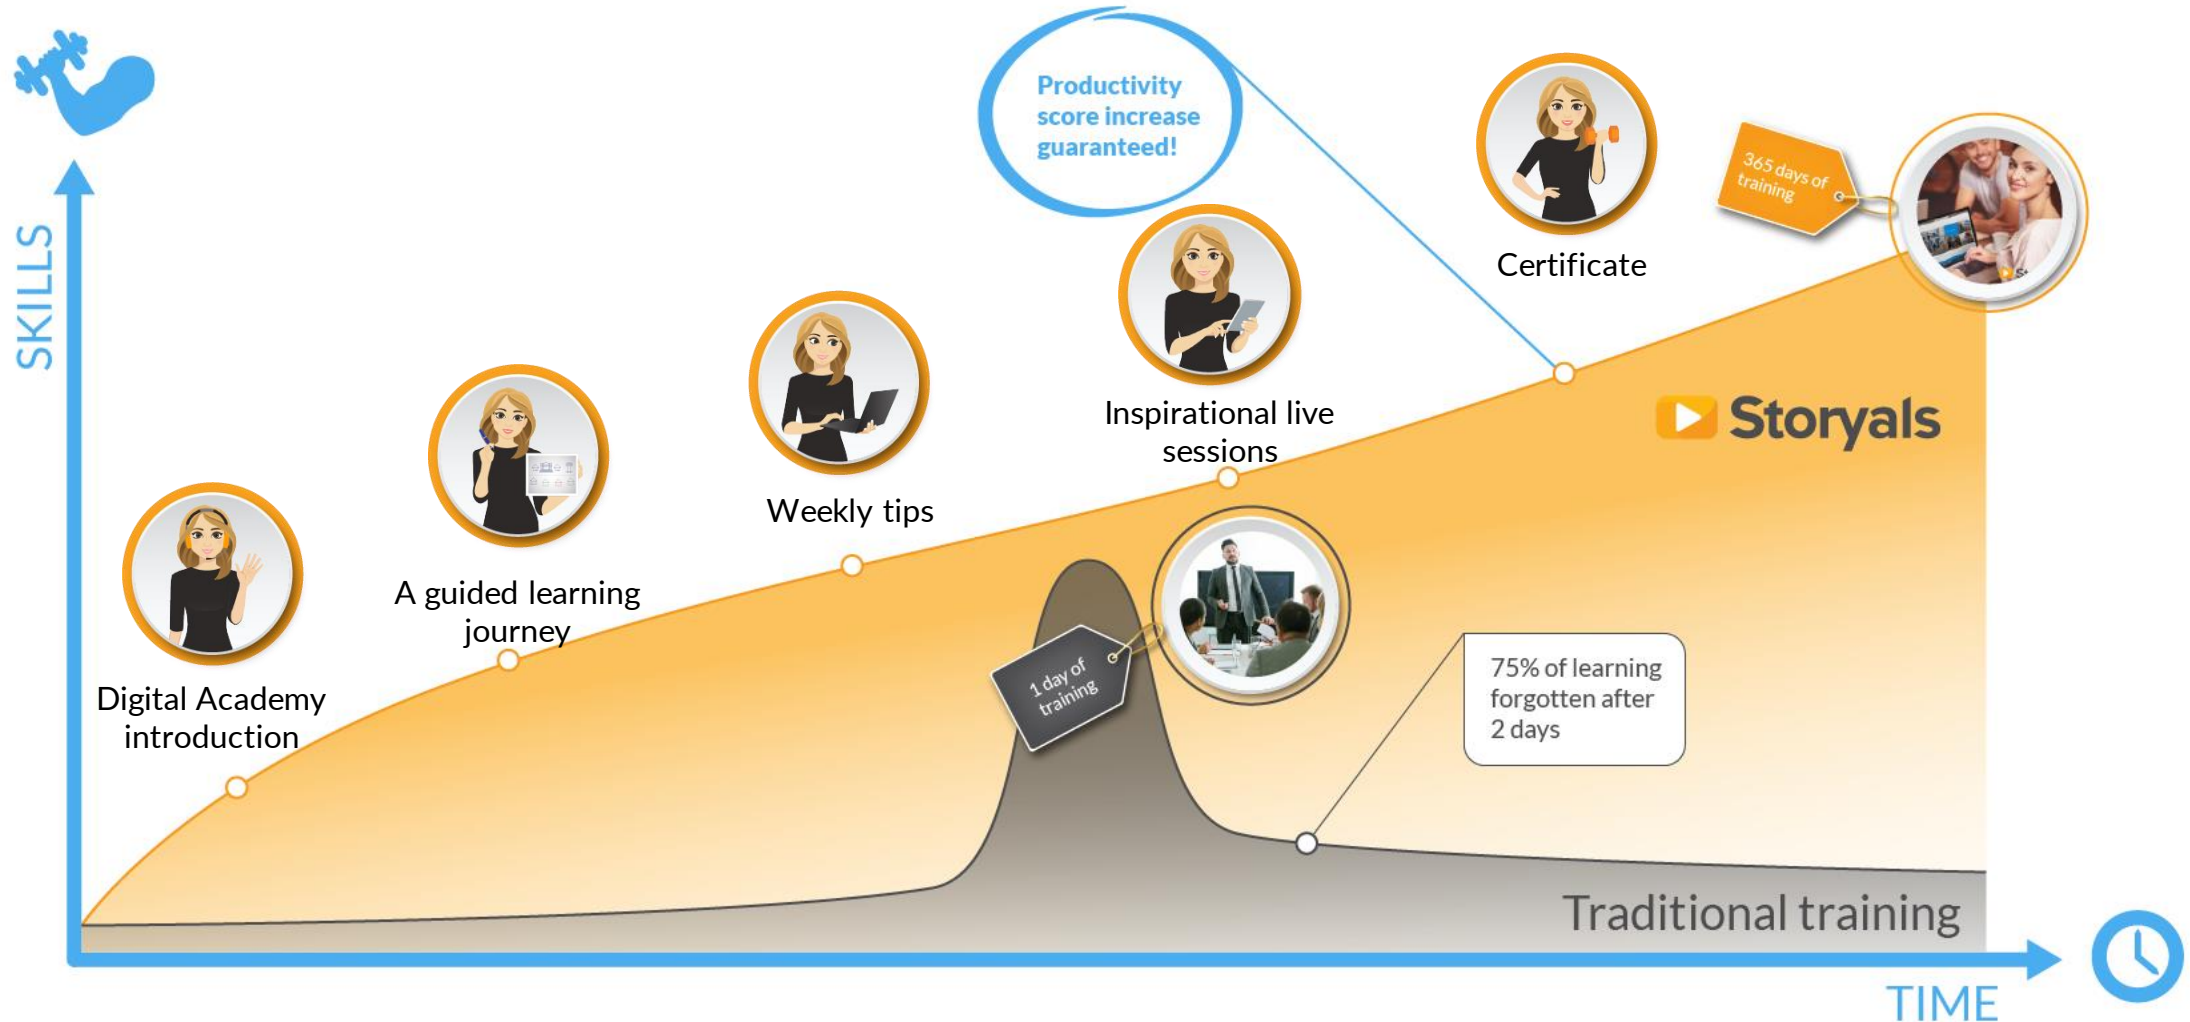 Productivity
score increase
guaranteed!
365 days of
training
SKILLS
Certificate
Inspirational live
sessions
Storyals
Weekly tips
A guided learning
journey
Digital Academy
introduction
1 day of
training
75% of learning
forgotten after
2 days
Traditional training
TIME